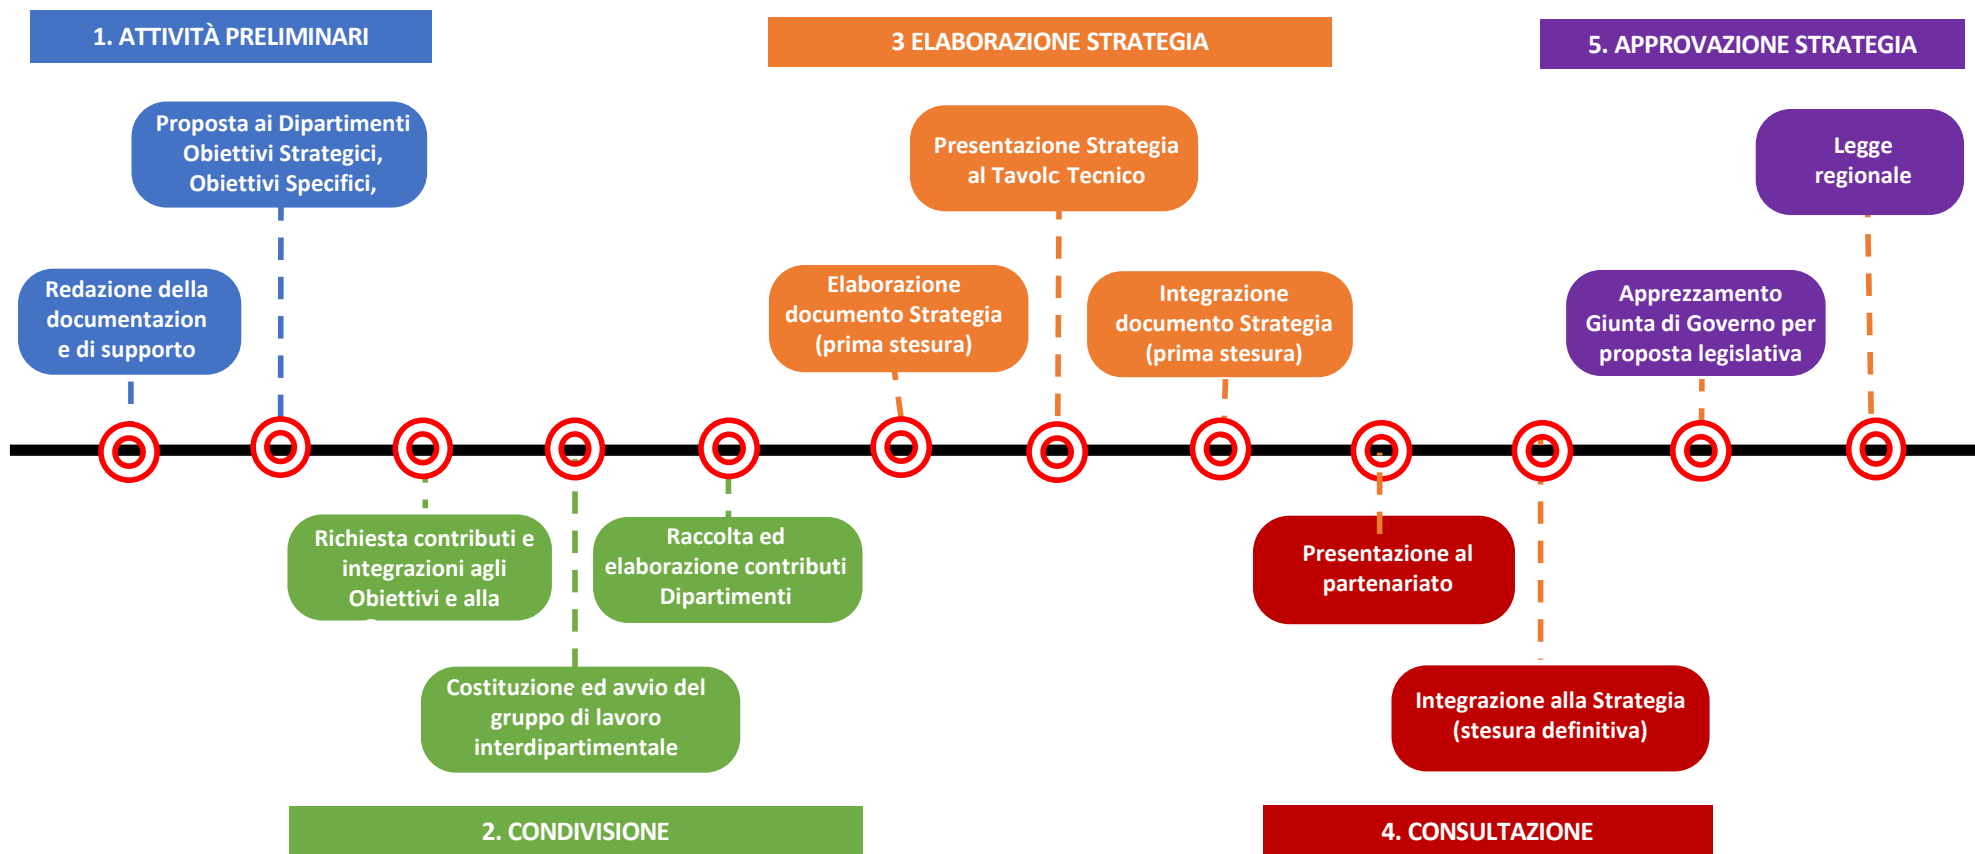 1. ATTIVITÀ PRELIMINARI
Proposta ai Dipartimenti
Obiettivi Strategici,
Obiettivi Specifici,
Redazione della
documentazion
e di supporto
Richiesta contributi e
integrazioni agli
Obiettivi e alla
Costituzione ed avvio del
gruppo di lavoro
interdipartimentale
Raccolta ed
elaborazione contributi
Dipartimenti
2. CONDIVISIONE
3 ELABORAZIONE STRATEGIA
Elaborazione
documento Strategia
(prima stesura)
Presentazione Strategia
al Tavolo Tecnico
Integrazione
documento Strategia
(prima stesura)
Presentazione al
partenariato
Integrazione alla Strategia
(stesura definitiva)
4. CONSULTAZIONE
5. APPROVAZIONE STRATEGIA
Apprezzamento
Giunta di Governo per
proposta legislativa
Legge
regionale